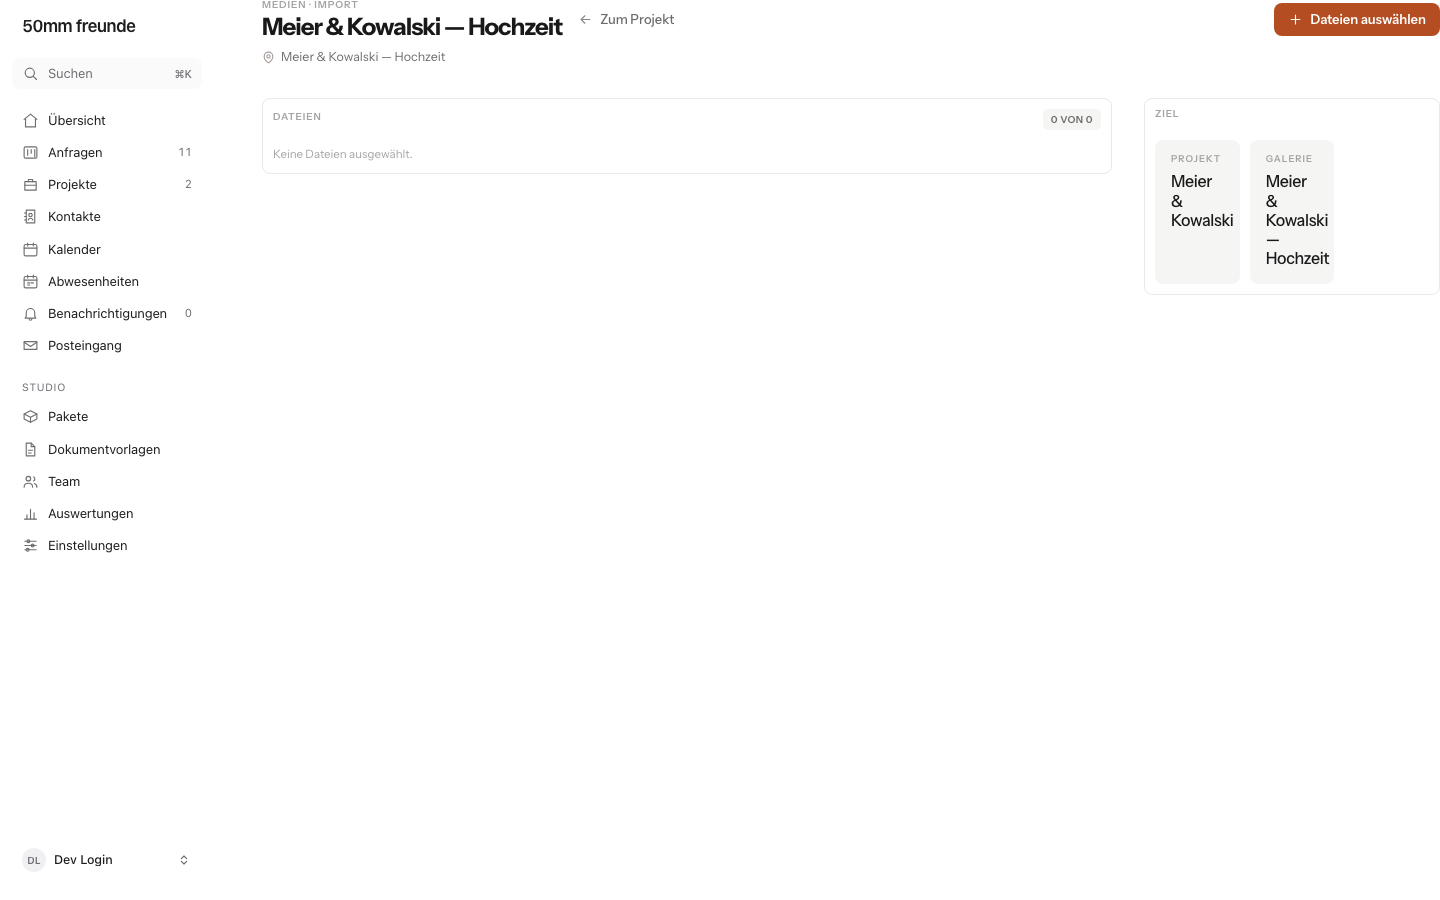 50mm freunde
Suchen ⌘K
Übersicht
Anfragen 11
Projekte 2
Kontakte
Kalender
Abwesenheiten
Benachrichtigungen 0
Posteingang
STUDIO
Pakete
Dokumentvorlagen
Team
Auswertungen
Einstellungen
DL Dev Login
MEDIEN · IMPORT
Meier & Kowalski — Hochzeit
Zum Projekt
Dateien auswählen
Meier & Kowalski — Hochzeit
DATEIEN
0 VON 0
Keine Dateien ausgewählt.
ZIEL
PROJEKT
Meier
&
Kowalski
GALERIE
Meier
&
Kowalski
—
Hochzeit